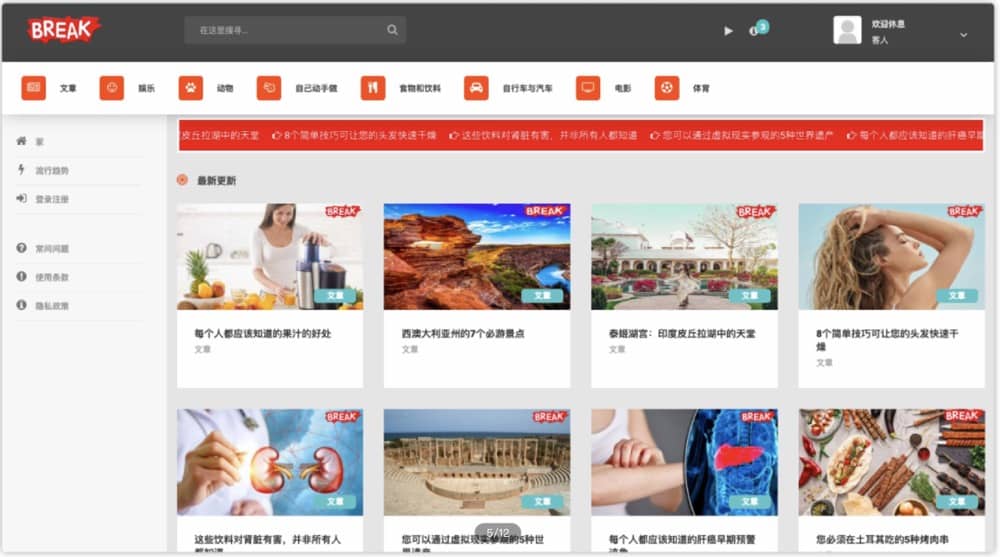 BREAK
在这里搜寻...
3
欢迎休息
客人
文章
娱乐
动物
自己动手做
食物和饮料
自行车与汽车
电影
体育
皮丘拉湖中的天堂
8个简单技巧可让您的头发快速干燥
这些饮料对肾脏有害，并非所有人都知道
您可以通过虚拟现实参观的5种世界遗产
每个人都应该知道的肝癌早期
家
流行趋势
登录注册
常问问题
使用条款
隐私政策
最新更新
BREAK
文章
每个人都应该知道的果汁的好处
文章
BREAK
文章
西澳大利亚州的7个必游景点
文章
BREAK
文章
泰姬湖宫：印度皮丘拉湖中的天堂
文章
BREAK
文章
8个简单技巧可让您的头发快速干
燥
文章
BREAK
文章
这些饮料对肾脏有害，并非所有人
都知道
BREAK
文章
您可以通过虚拟现实参观的5种世
界遗产
BREAK
文章
每个人都应该知道的肝癌早期预警
迹象
BREAK
文章
您必须在土耳其吃的5种烤肉串
5/12